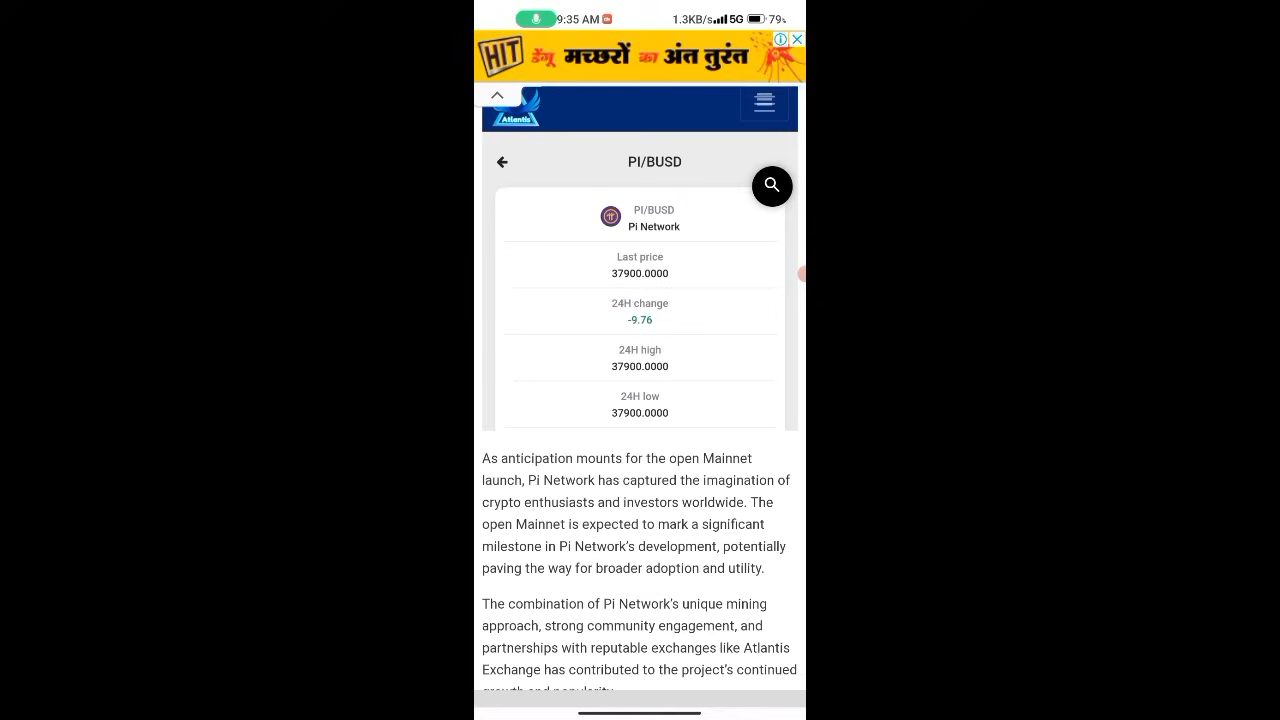 9:35 AM
1.3KB/s 5G 79%
HIT डेंगू मच्छरों का अंत तुरंत
Atlantis
PI/BUSD
PI/BUSD
Pi Network
Last price
37900.0000
24H change
-9.76
24H high
37900.0000
24H low
37900.0000
As anticipation mounts for the open Mainnet
launch, Pi Network has captured the imagination of
crypto enthusiasts and investors worldwide. The
open Mainnet is expected to mark a significant
milestone in Pi Network's development, potentially
paving the way for broader adoption and utility.
The combination of Pi Network's unique mining
approach, strong community engagement, and
partnerships with reputable exchanges like Atlantis
Exchange has contributed to the project's continued
growth and popularity.